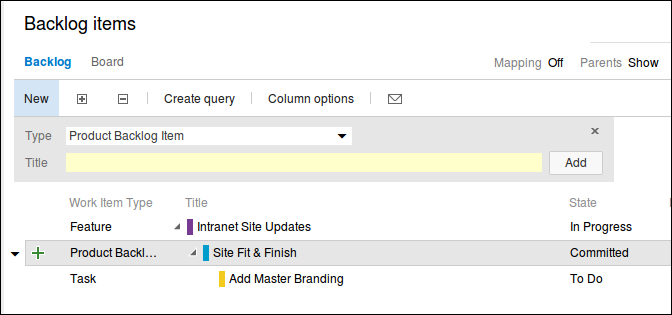 Backlog items
Backlog Board Mapping Off Parents Show
New Create query Column options
Type Product Backlog Item
Title Add
Work Item Type Title State
Feature Intranet Site Updates In Progress
Product Backl... Site Fit & Finish Committed
Task Add Master Branding To Do